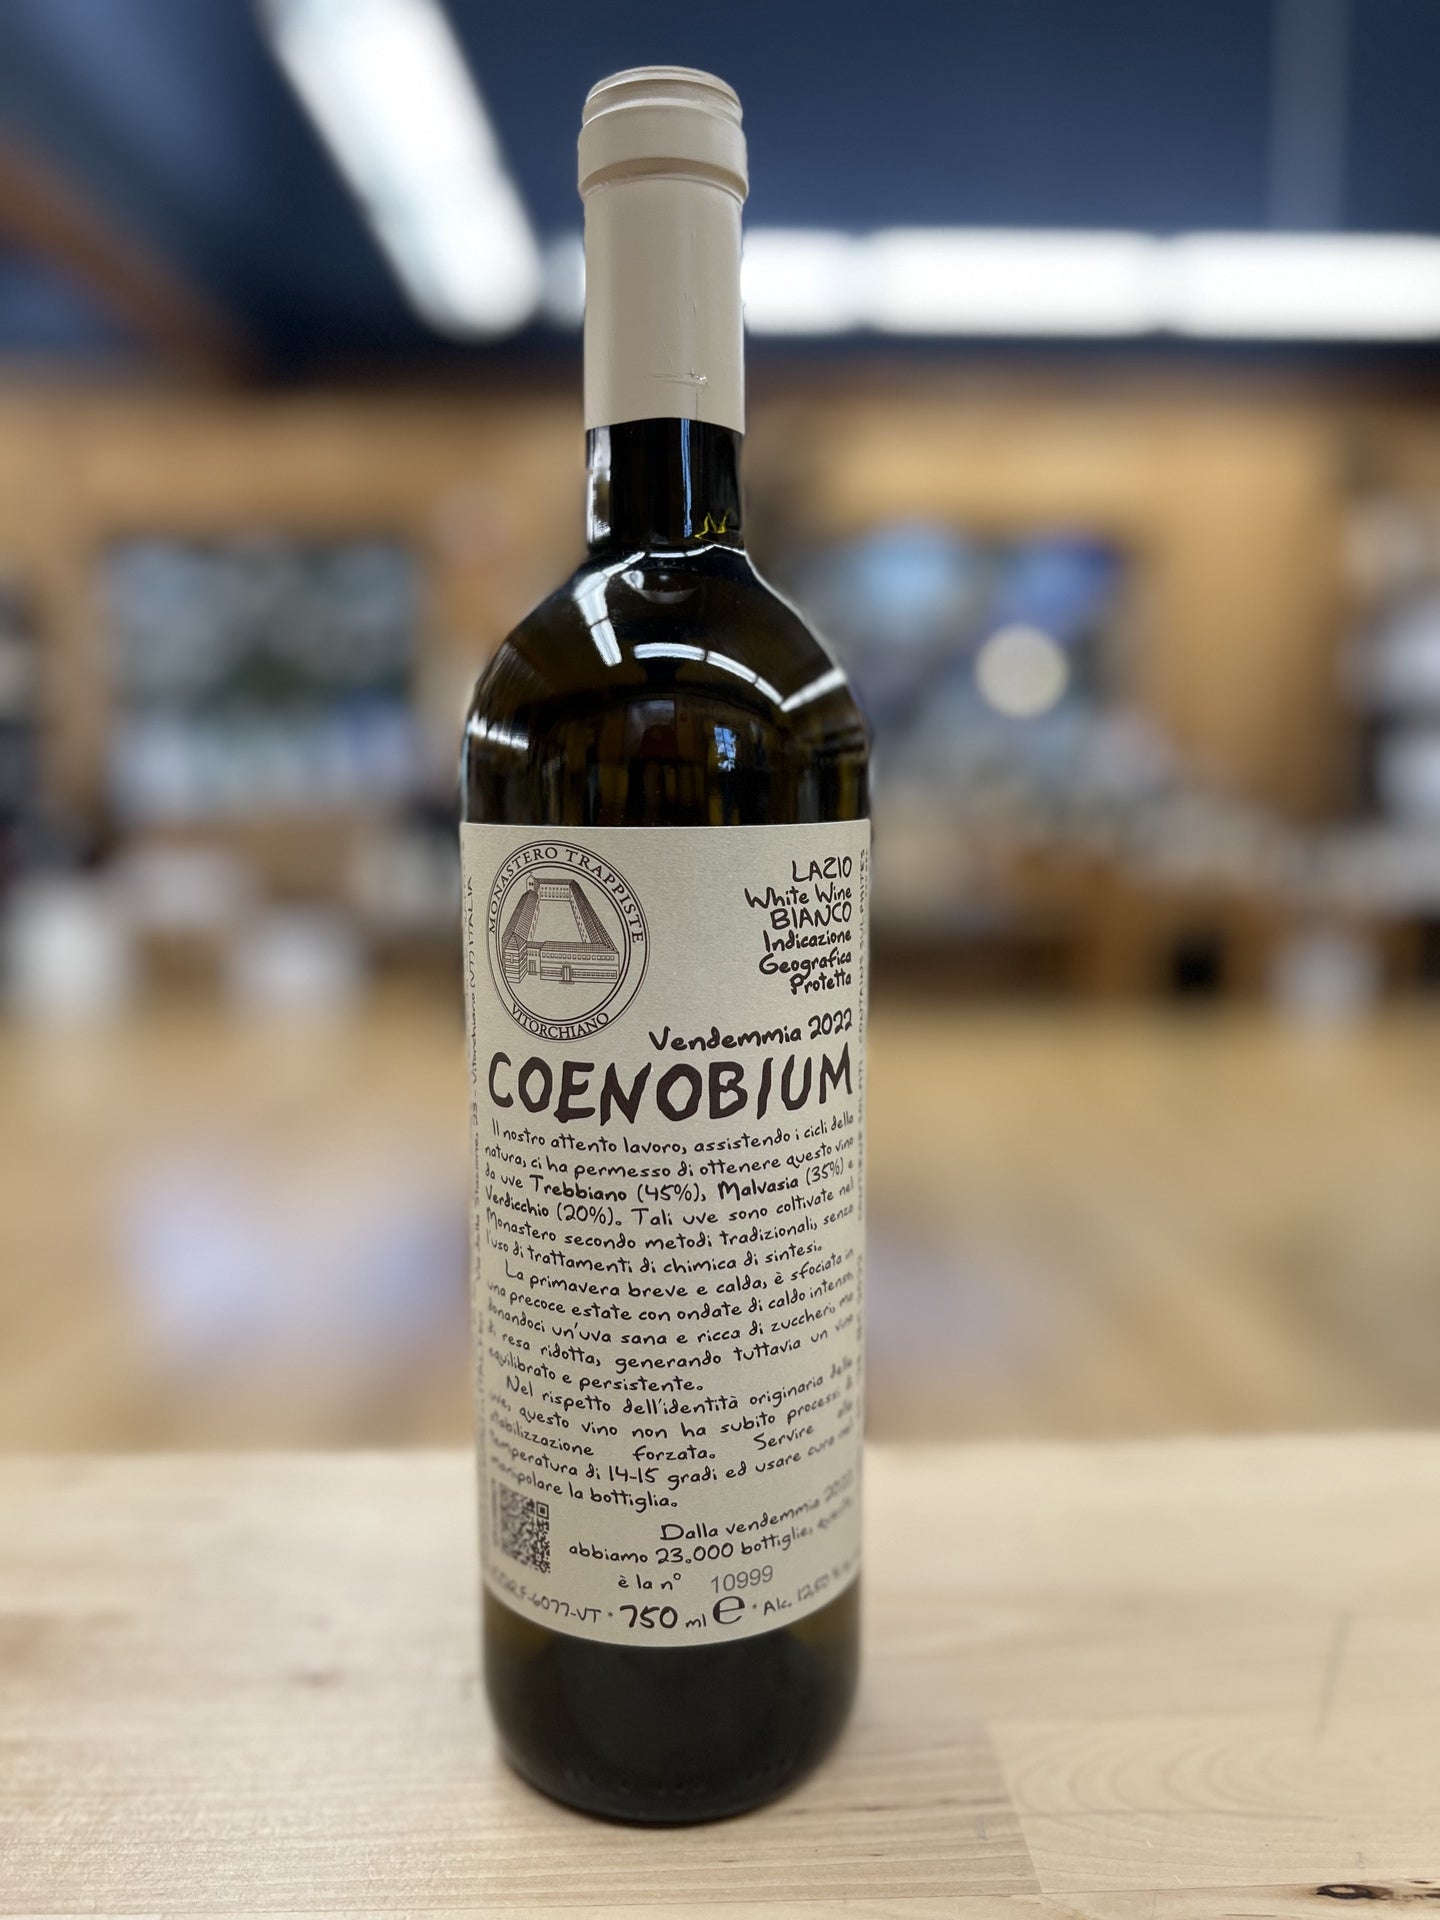 MONASTERO TRAPPISTE
VITORCHIANO
LAZIO
White Wine
BIANCO
Indicazione
Geografica
Protetta
Vendemmia 2022
COENOBIUM
Il nostro attento lavoro, assistendo i cicli della
natura, ci ha permesso di ottenere questo vino
da uve Trebbiano (45%), Malvasia (35%) e
Verdicchio (20%). Tali uve sono coltivate nel
Monastero secondo metodi tradizionali, senza
l'uso di trattamenti di chimica di sintesi.
La primavera breve e calda, è sfociata in
una precoce estate con ondate di caldo intenso
donandoci un'uva sana e ricca di zuccheri, ma
di resa ridotta, generando tuttavia un vino
equilibrato e persistente.
Nel rispetto dell'identità originaria delle
uve, questo vino non ha subito processi di
stabilizzazione forzata. Servire alla
temperatura di 14-15 gradi ed usare cura nel
manipolare la bottiglia.
Dalla vendemmia 2022
abbiamo 23.000 bottiglie, questa
è la n° 10999
6077-VT * 750 ml e * Alc. 12,50 %